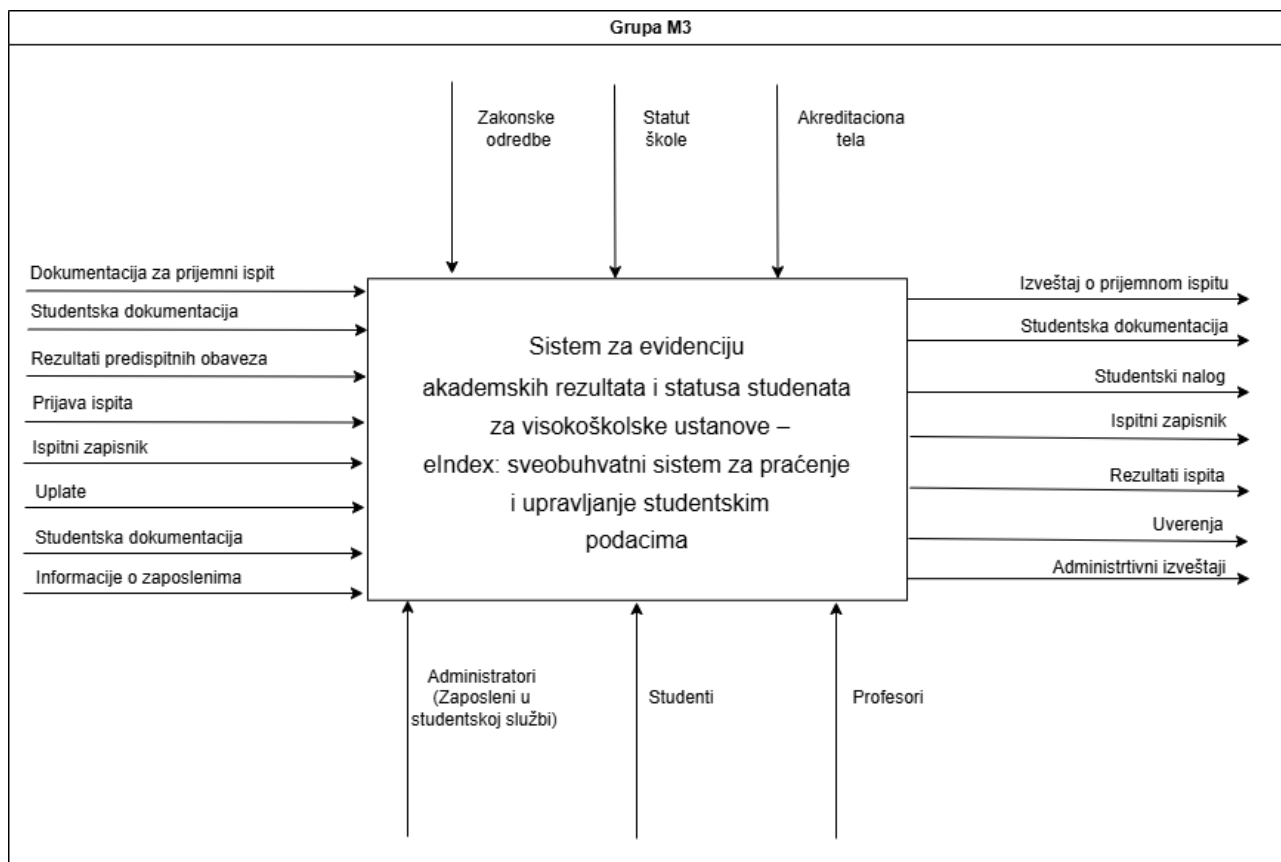 Grupa M3
Zakonske
odredbe
Statut
škole
Akreditaciona
tela
Dokumentacija za prijemni ispit
Studentska dokumentacija
Rezultati predispitnih obaveza
Prijava ispita
Ispitni zapisnik
Uplate
Studentska dokumentacija
Informacije o zaposlenima
Sistem za evidenciju
akademskih rezultata i statusa studenata
za visokoškolske ustanove –
eIndex: sveobuhvatni sistem za praćenje
i upravljanje studentskim
podacima
Izveštaj o prijemnom ispitu
Studentska dokumentacija
Studentski nalog
Ispitni zapisnik
Rezultati ispita
Uverenja
Administrtivni izveštaji
Administratori
(Zaposleni u
studentskoj službi)
Studenti
Profesori